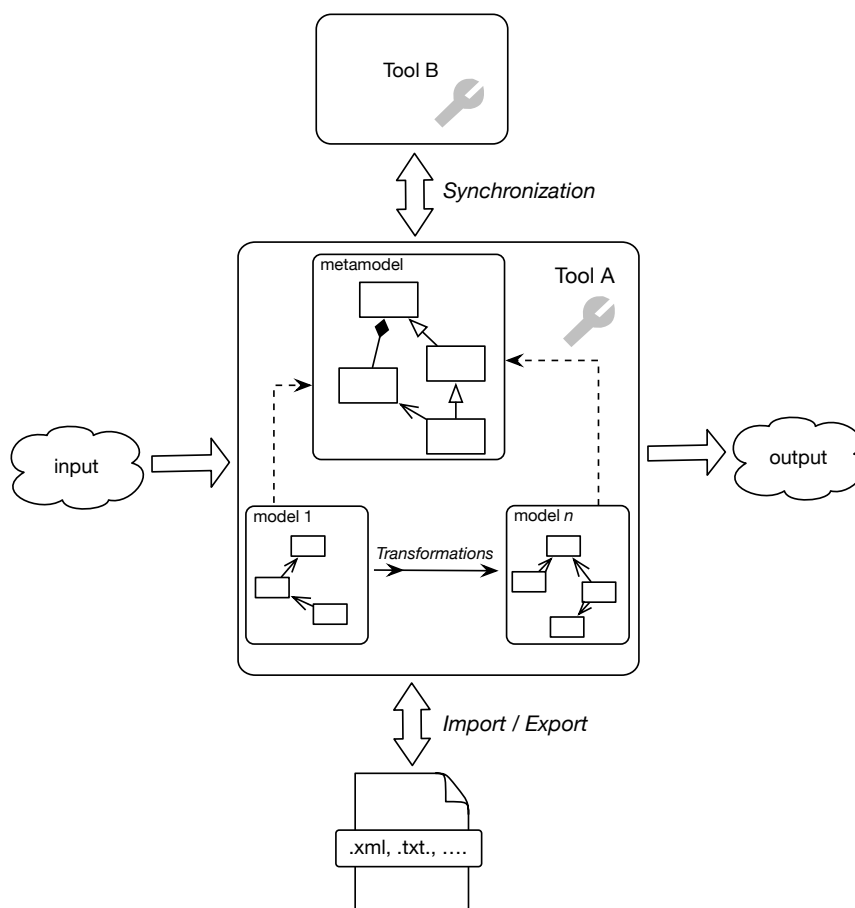 Tool B
Synchronization
metamodel
Tool A
input
output
model 1
Transformations
model n
Import / Export
.xml, .txt., ....